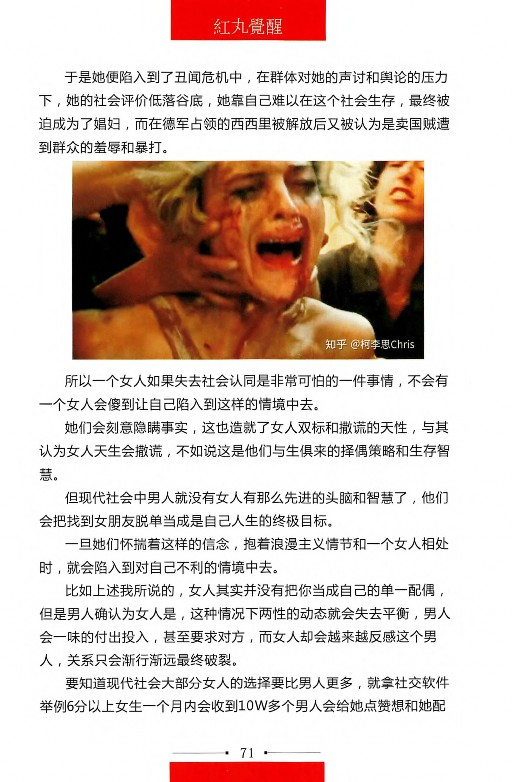 紅丸覺醒
于是她便陷入到了丑闻危机中，在群体对她的声讨和舆论的压力
下，她的社会评价低落谷底，她靠自己难以在这个社会生存，最终被
迫成为了娼妇，而在德军占领的西西里被解放后又被认为是卖国贼遭
到群众的羞辱和暴打。
知乎 @柯李思Chris
所以一个女人如果失去社会认同是非常可怕的一件事情，不会有
一个女人会傻到让自己陷入到这样的情境中去。
她们会刻意隐瞒事实，这也造就了女人双标和撒谎的天性，与其
认为女人天生会撒谎，不如说这是他们与生俱来的择偶策略和生存智
慧。
但现代社会中男人就没有女人有那么先进的头脑和智慧了，他们
会把找到女朋友脱单当成是自己人生的终极目标。
一旦她们怀揣着这样的信念，抱着浪漫主义情节和一个女人相处
时，就会陷入到对自己不利的情境中去。
比如上述我所说的，女人其实并没有把你当成自己的单一配偶，
但是男人确认为女人是，这种情况下两性的动态就会失去平衡，男人
会一味的付出投入，甚至要求对方，而女人却会越来越反感这个男
人，关系只会渐行渐远最终破裂。
要知道现代社会大部分女人的选择要比男人更多，就拿社交软件
举例6分以上女生一个月内会收到10W多个男人会给她点赞想和她配
71